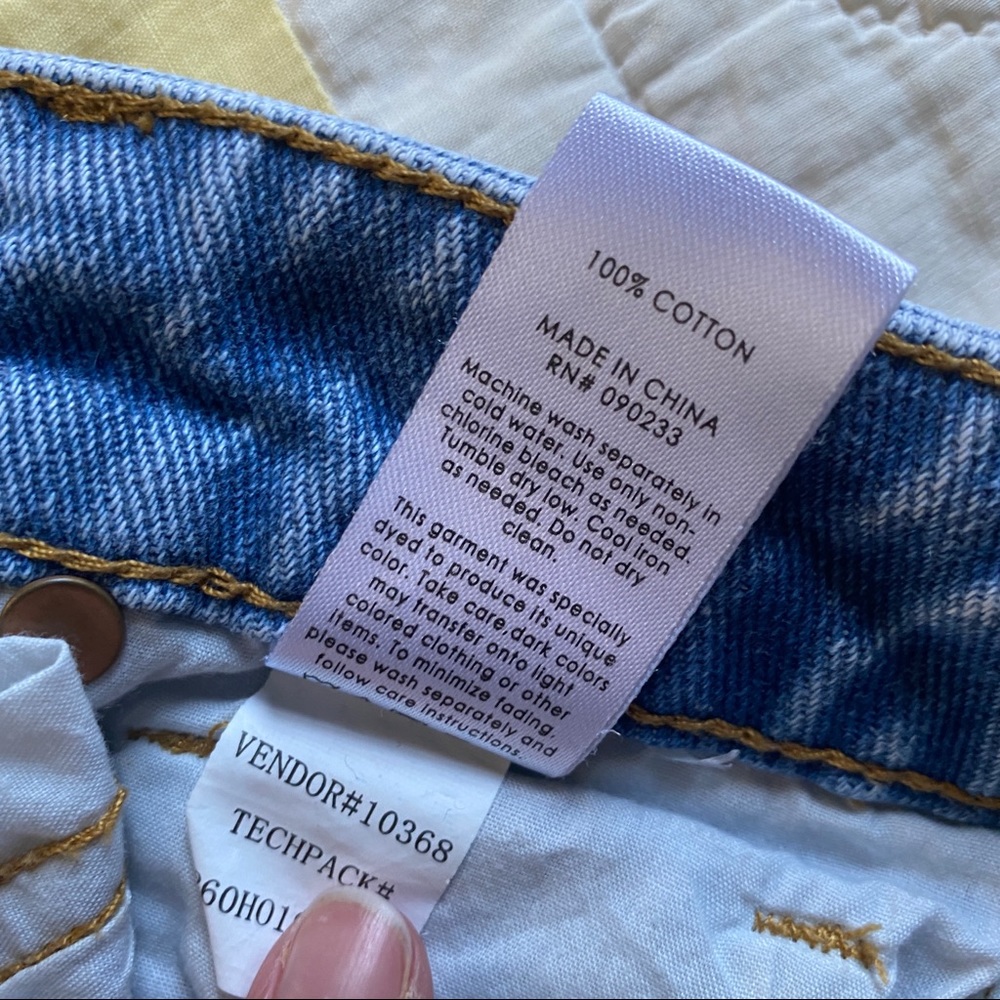 100% COTTON
MADE IN CHINA
RN# 090233
Machine wash separately in
cold water. Use only non-
chlorine bleach as needed.
Tumble dry low. Cool iron
as needed. Do not dry
clean.
This garment was specially
dyed to produce its unique
color. Take care,dark colors
may transfer onto light
colored clothing or other
items. To minimize fading,
please wash separately and
follow care instructions.
VENDOR#10368
TECHPACK#
60H01